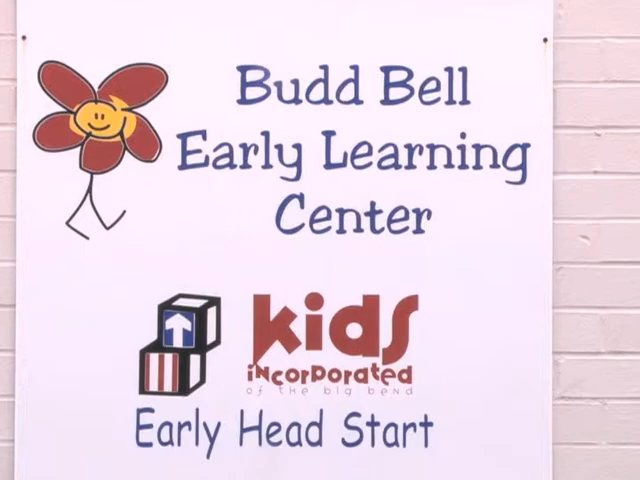 Budd Bell
Early Learning
Center
kids
incorporated
of the big bend
Early Head Start